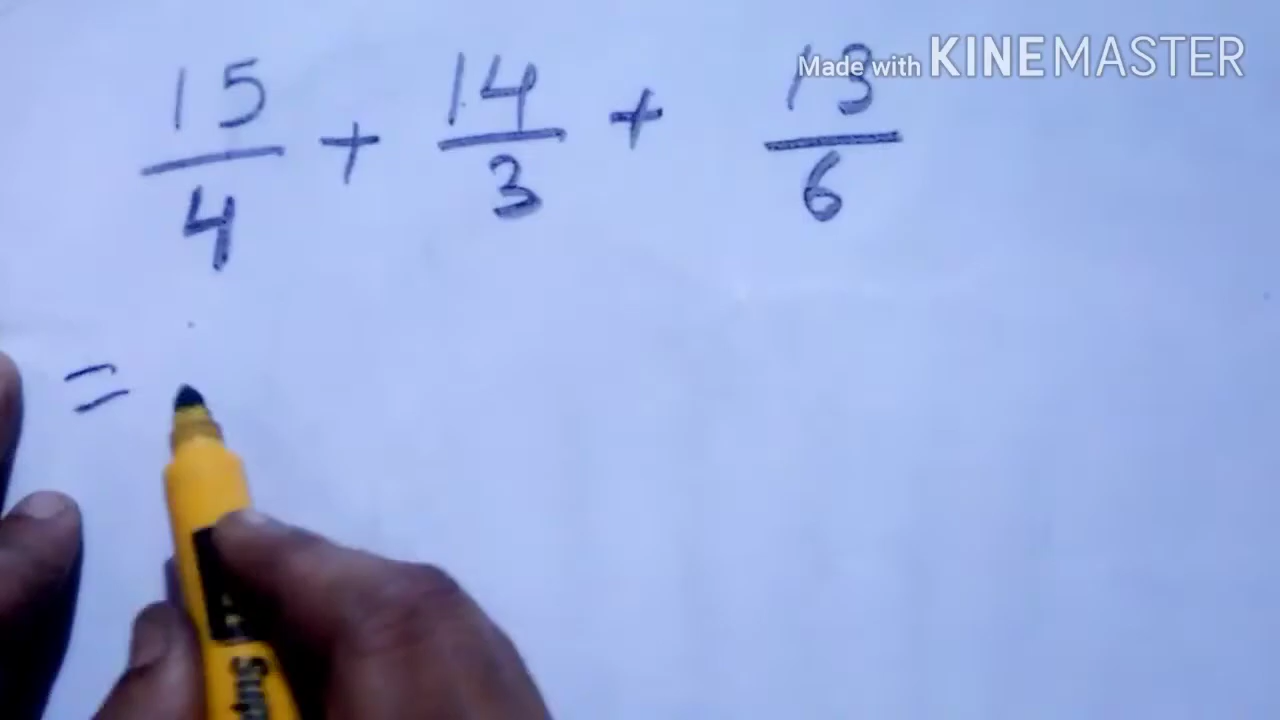 Made with KINEMASTER
15/4 + 14/3 + 13/6
=